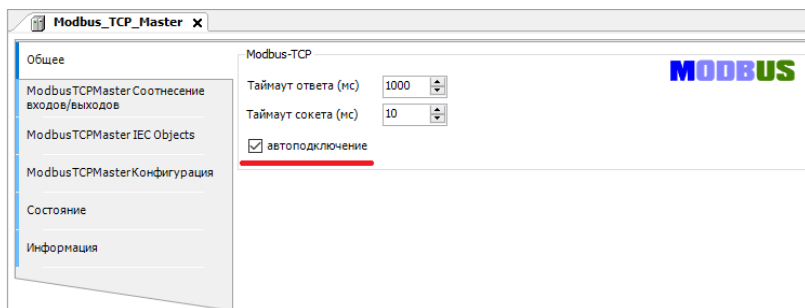 Modbus_TCP_Master X
Общее
ModbusTCPMaster Соотнесение
входов/выходов
ModbusTCPMaster IEC Objects
ModbusTCPMasterКонфигурация
Состояние
Информация
Modbus-TCP
MODBUS
Таймаут ответа (мс) 1000
Таймаут сокета (мс) 10
автоподключение